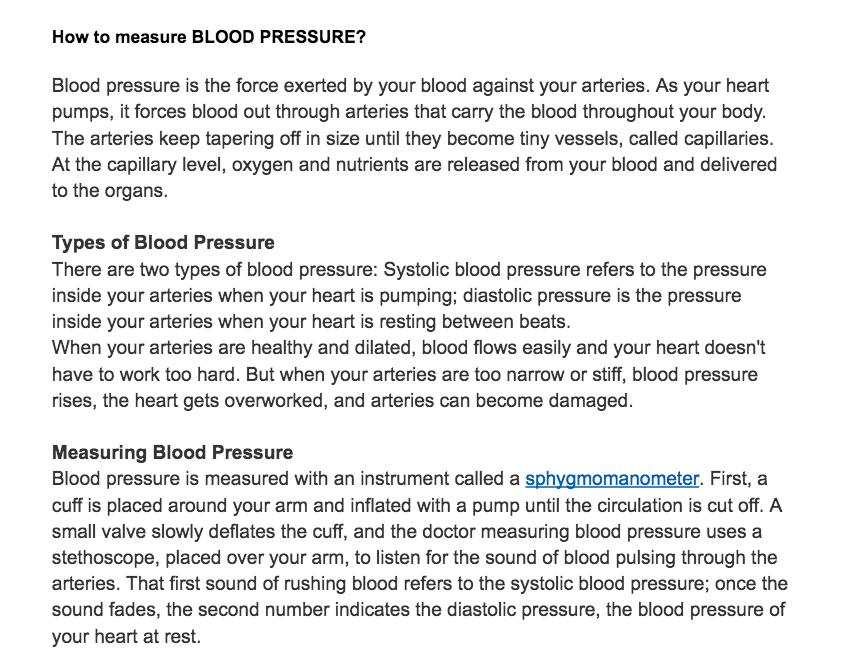 How to measure BLOOD PRESSURE?
Blood pressure is the force exerted by your blood against your arteries. As your heart
pumps, it forces blood out through arteries that carry the blood throughout your body.
The arteries keep tapering off in size until they become tiny vessels, called capillaries.
At the capillary level, oxygen and nutrients are released from your blood and delivered
to the organs.
Types of Blood Pressure
There are two types of blood pressure: Systolic blood pressure refers to the pressure
inside your arteries when your heart is pumping; diastolic pressure is the pressure
inside your arteries when your heart is resting between beats.
When your arteries are healthy and dilated, blood flows easily and your heart doesn't
have to work too hard. But when your arteries are too narrow or stiff, blood pressure
rises, the heart gets overworked, and arteries can become damaged.
Measuring Blood Pressure
Blood pressure is measured with an instrument called a sphygmomanometer. First, a
cuff is placed around your arm and inflated with a pump until the circulation is cut off. A
small valve slowly deflates the cuff, and the doctor measuring blood pressure uses a
stethoscope, placed over your arm, to listen for the sound of blood pulsing through the
arteries. That first sound of rushing blood refers to the systolic blood pressure; once the
sound fades, the second number indicates the diastolic pressure, the blood pressure of
your heart at rest.